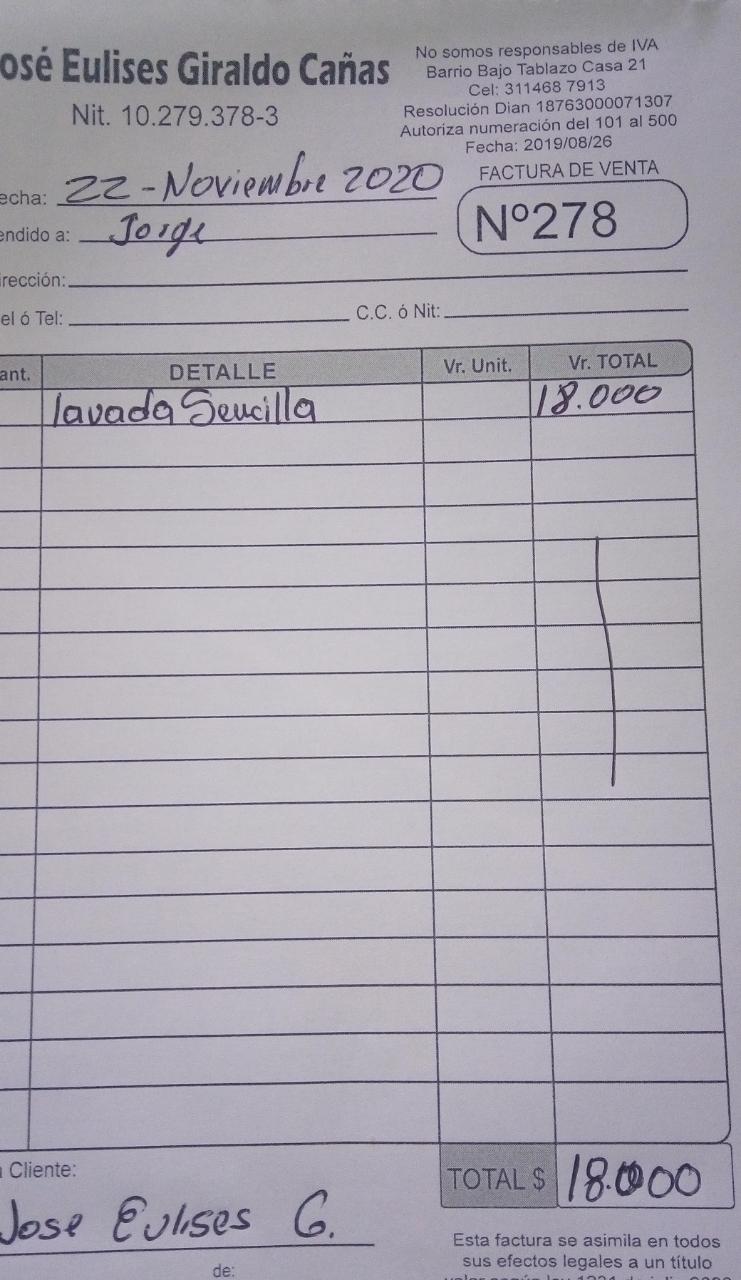 osé Eulises Giraldo Cañas
Nit. 10.279.378-3
No somos responsables de IVA
Barrio Bajo Tablazo Casa 21
Cel: 311468 7913
Resolución Dian 18763000071307
Autoriza numeración del 101 al 500
Fecha: 2019/08/26
FACTURA DE VENTA
Nº278
echa: 22-Noviembre 2020
endido a: Jorge
irección:
el ó Tel: C.C. ó Nit:
ant. DETALLE Vr. Unit. Vr. TOTAL
lavada Sencilla 18.000
Cliente:
TOTAL $ 18.000
Jose Eulises G.
Esta factura se asimila en todos
sus efectos legales a un título
de: